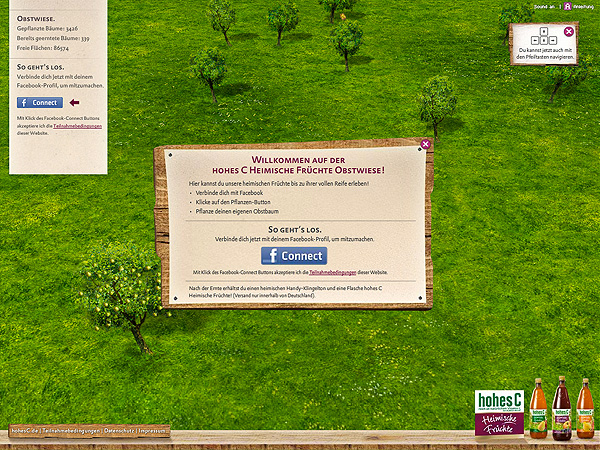 Sound an | Anleitung
Obstwiese.
Gepflanzte Bäume: 3426
Bereits geerntete Bäume: 339
Freie Flächen: 86574
So geht's los.
Verbinde dich jetzt mit deinem
Facebook-Profil, um mitzumachen.
f Connect
Mit Klick des Facebook-Connect Buttons
akzeptiere ich die Teilnahmebedingungen
dieser Website.
Du kannst jetzt auch mit
den Pfeiltasten navigieren.
Willkommen auf der
hohes C Heimische Früchte Obstwiese!
Hier kannst du unsere heimischen Früchte bis zu ihrer vollen Reife erleben!
• Verbinde dich mit Facebook
• Klicke auf den Pflanzen-Button
• Pflanze deinen eigenen Obstbaum
So geht's los.
Verbinde dich jetzt mit deinem Facebook-Profil, um mitzumachen.
f Connect
Mit Klick des Facebook-Connect Buttons akzeptiere ich die Teilnahmebedingungen dieser Website.
Nach der Ernte erhältst du einen heimischen Handy-Klingelton und eine Flasche hohes C
Heimische Früchte! (Versand nur innerhalb von Deutschland).
hohes C
Heimische
Früchte
hohesC.de | Teilnahmebedingungen | Datenschutz | Impressum